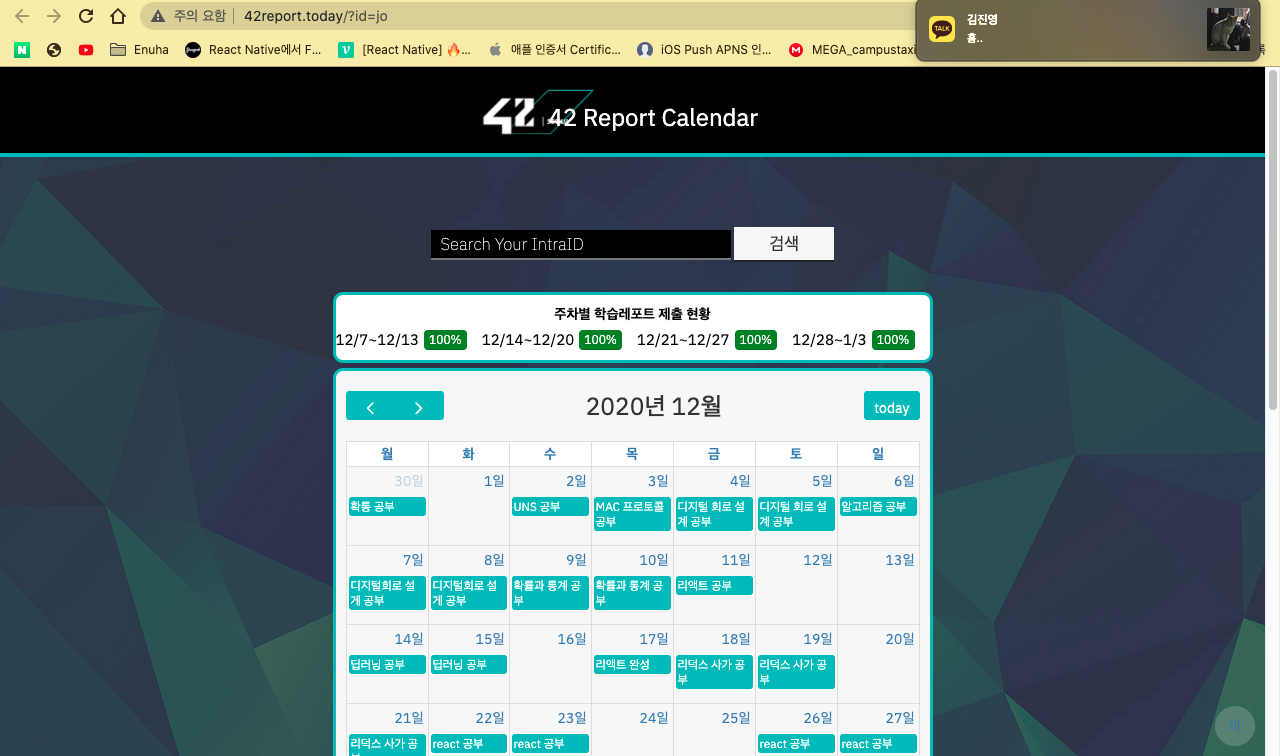 주의 요함 42report.today/?id=jo
김진영
흠..
TALK
N Enuha React Native에서 F... [React Native] 🔥... 애플 인증서 Certific... iOS Push APNS 인... MEGA_campustaxi
42 42 Report Calendar
Search Your IntraID 검색
주차별 학습레포트 제출 현황
12/7~12/13 100% 12/14~12/20 100% 12/21~12/27 100% 12/28~1/3 100%
2020년 12월 today
월 화 수 목 금 토 일
30일 1일 2일 3일 4일 5일 6일
확통 공부 UNS 공부 MAC 프로토콜 공부 디지털 회로 설계 공부 디지털 회로 설계 공부 알고리즘 공부
7일 8일 9일 10일 11일 12일 13일
디지털회로 설게 공부 디지털회로 설게 공부 확률과 통계 공부 확률과 통계 공부 리액트 공부
14일 15일 16일 17일 18일 19일 20일
딥러닝 공부 딥러닝 공부 리액트 완성 리덕스 사가 공부 리덕스 사가 공부
21일 22일 23일 24일 25일 26일 27일
리덕스 사가 공 react 공부 react 공부 react 공부 react 공부